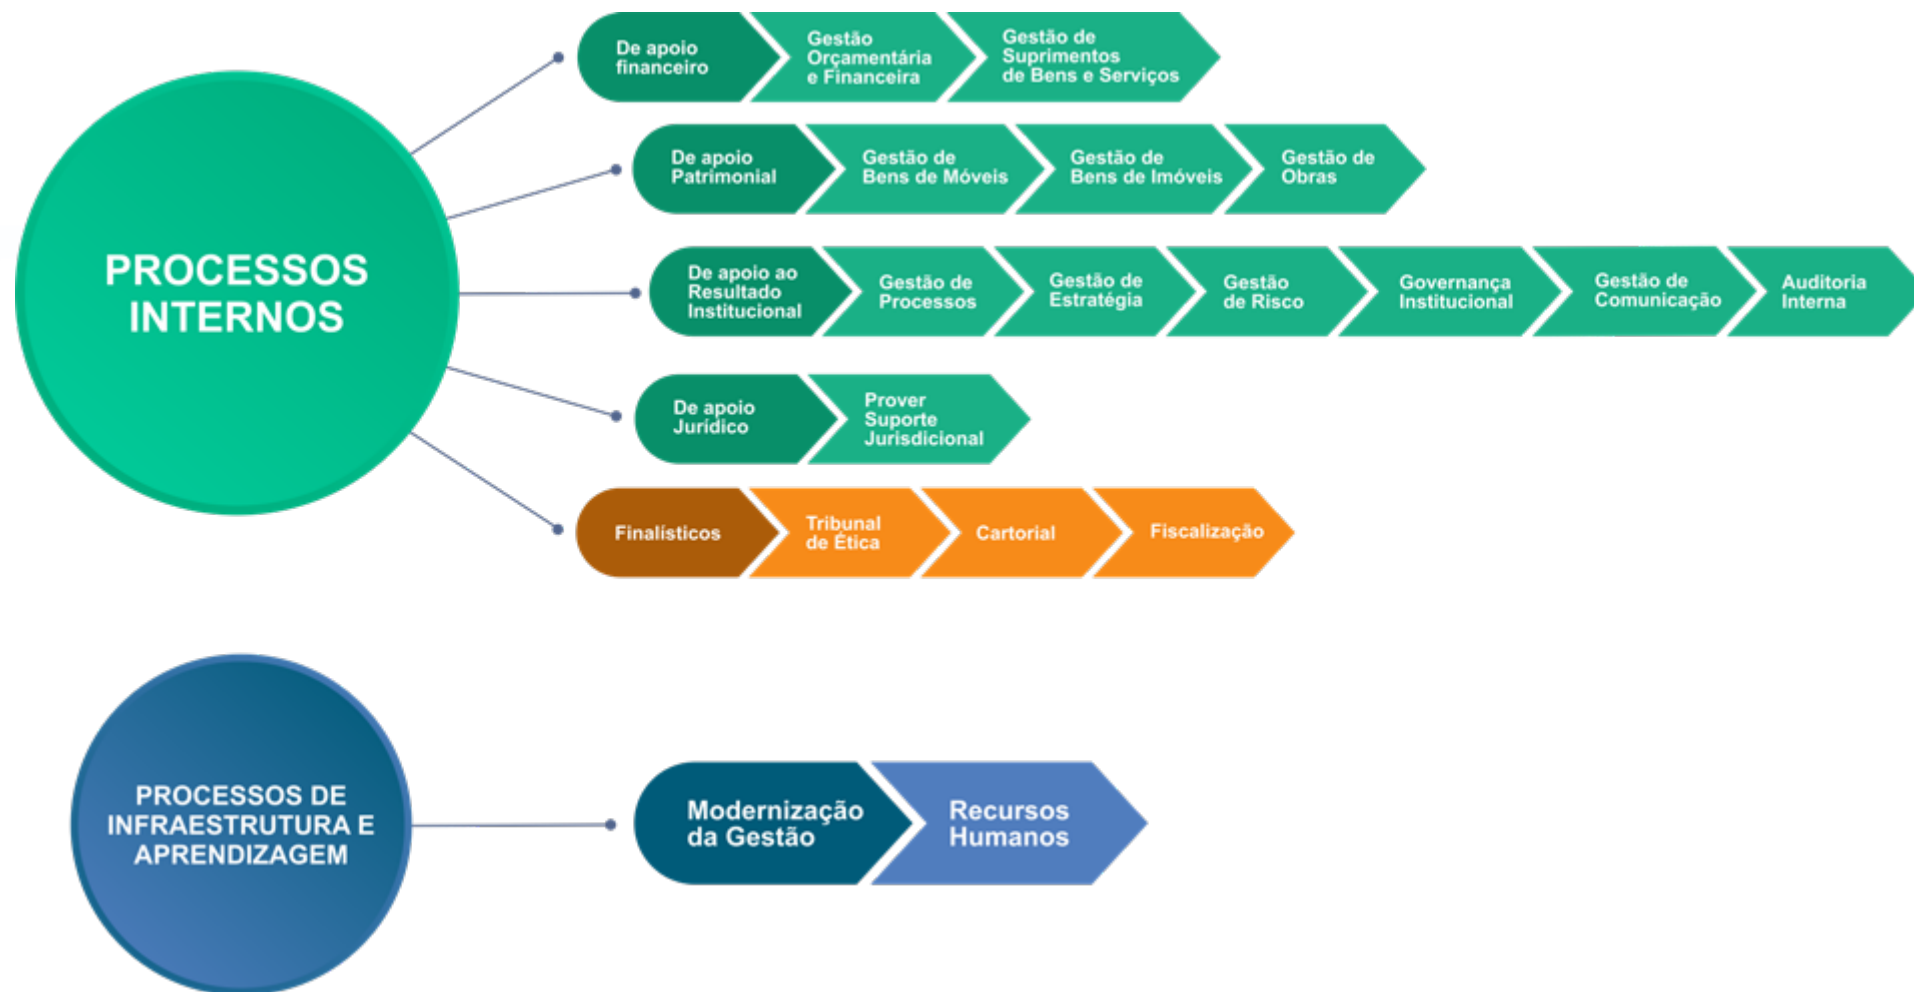 PROCESSOS
INTERNOS
De apoio
financeiro
Gestão
Orçamentária
e Financeira
Gestão de
Suprimentos
de Bens e Serviços
De apoio
Patrimonial
Gestão de
Bens de Móveis
Gestão de
Bens de Imóveis
Gestão de
Obras
De apoio ao
Resultado
Institucional
Gestão de
Processos
Gestão de
Estratégia
Gestão
de Risco
Governança
Institucional
Gestão de
Comunicação
Auditoria
Interna
De apoio
Jurídico
Prover
Suporte
Jurisdicional
Finalísticos
Tribunal
de Ética
Cartorial
Fiscalização
PROCESSOS DE
INFRAESTRUTURA E
APRENDIZAGEM
Modernização
da Gestão
Recursos
Humanos